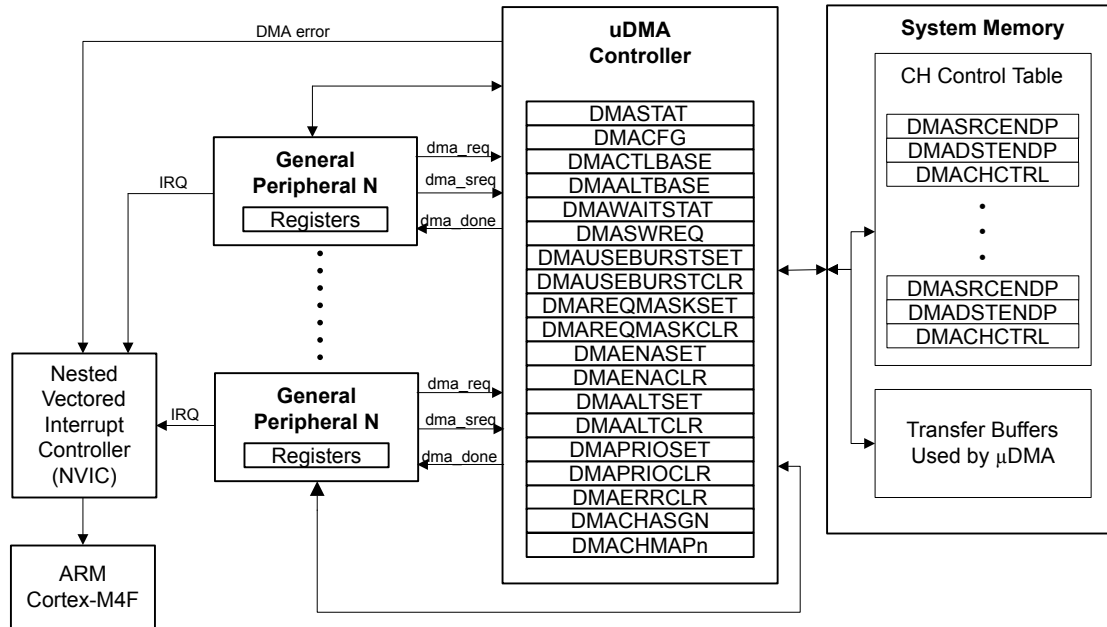 DMA error
uDMA
Controller
DMASTAT
DMACFG
DMACTLBASE
DMAALTBASE
DMAWAITSTAT
DMASWREQ
DMAUSEBURSTSET
DMAUSEBURSTCLR
DMAREQMASKSET
DMAREQMASKCLR
DMAENASET
DMAENACLR
DMAALTSET
DMAALTCLR
DMAPRIOSET
DMAPRIOCLR
DMAERRCLR
DMACHASGN
DMACHMAPn
System Memory
CH Control Table
DMASRCENDP
DMADSTENDP
DMACHCTRL
DMASRCENDP
DMADSTENDP
DMACHCTRL
Transfer Buffers
Used by μDMA
General
Peripheral N
Registers
dma_req
dma_sreq
dma_done
IRQ
General
Peripheral N
Registers
dma_req
dma_sreq
dma_done
IRQ
Nested
Vectored
Interrupt
Controller
(NVIC)
ARM
Cortex-M4F